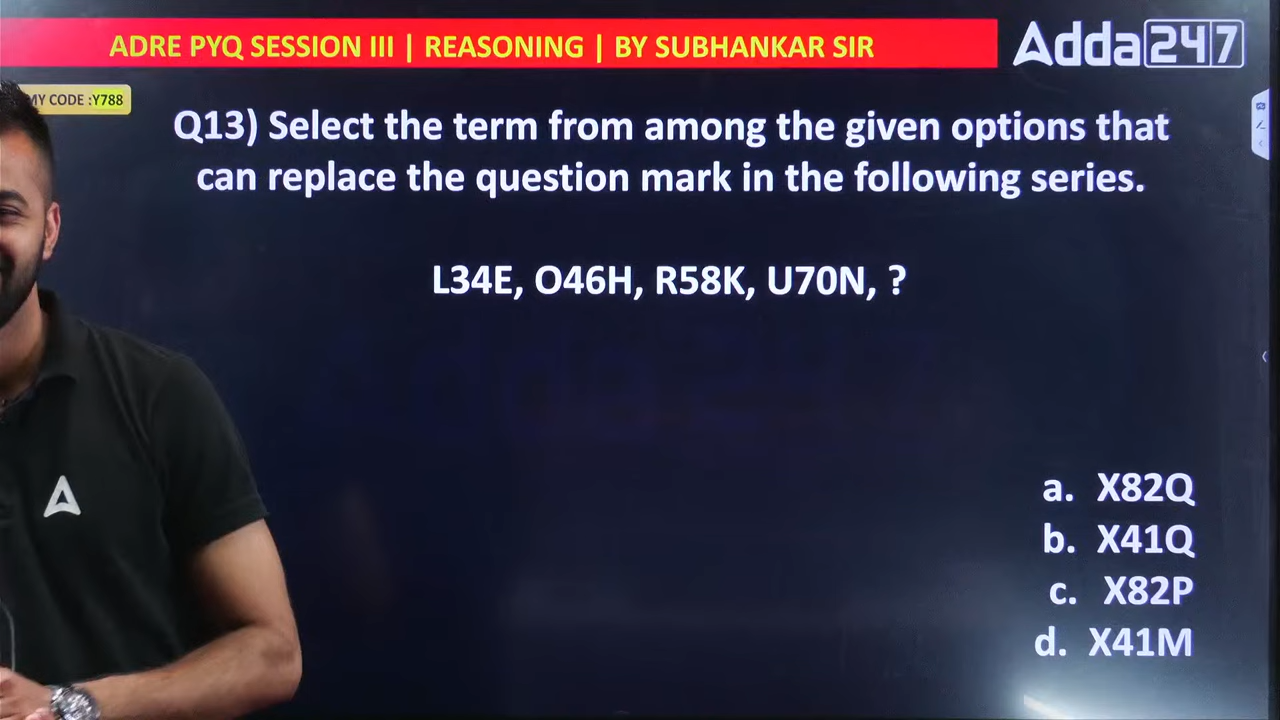 ADRE PYQ SESSION III | REASONING | BY SUBHANKAR SIR
Adda247
MY CODE :Y788
Q13) Select the term from among the given options that
can replace the question mark in the following series.
L34E, O46H, R58K, U70N, ?
a. X82Q
b. X41Q
c. X82P
d. X41M